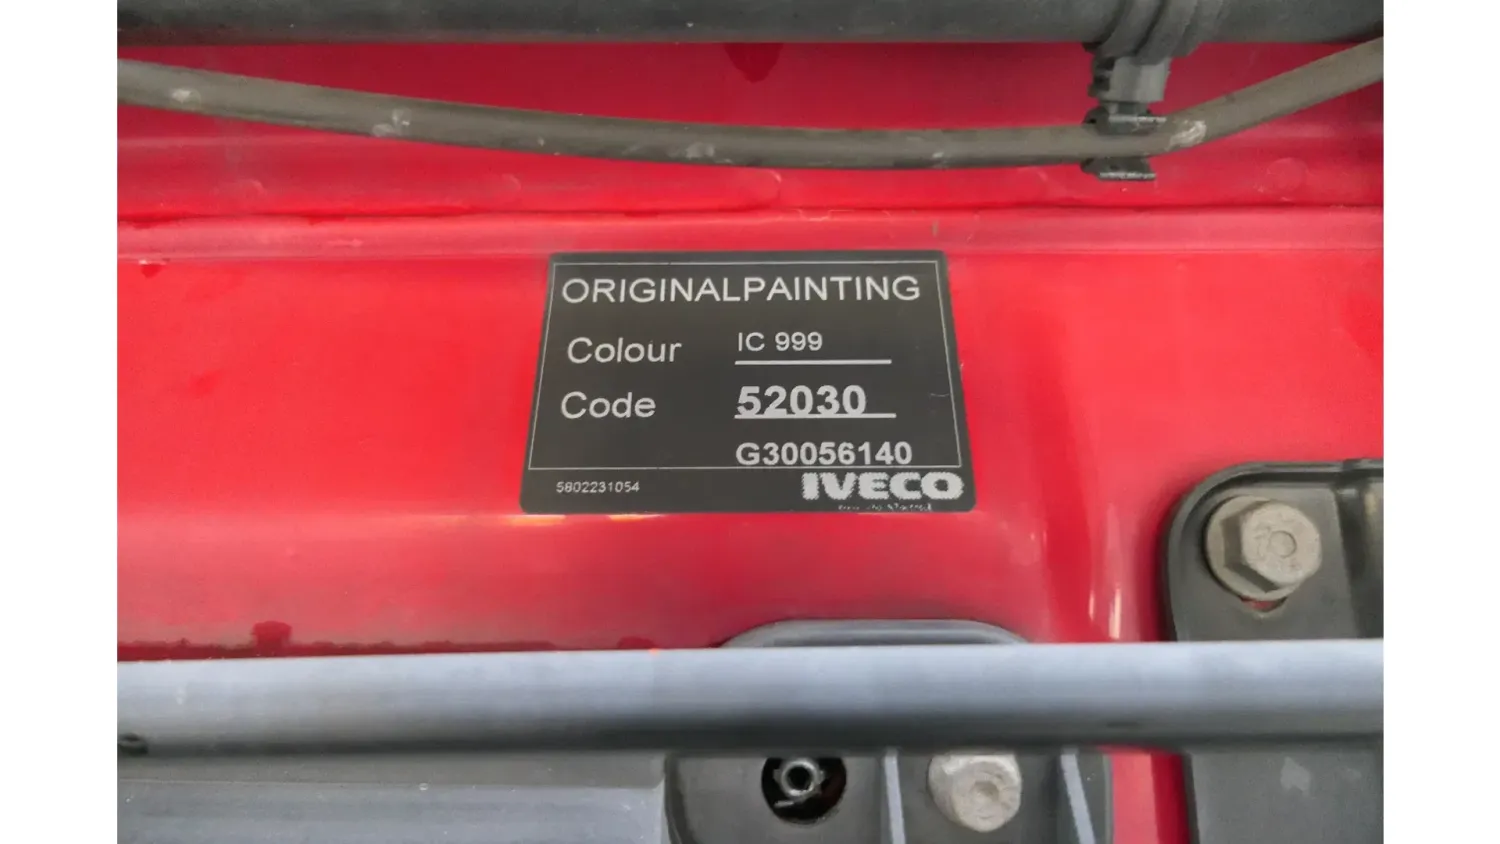 ORIGINALPAINTING
Colour IC 999
Code 52030
G30056140
5802231054 IVECO